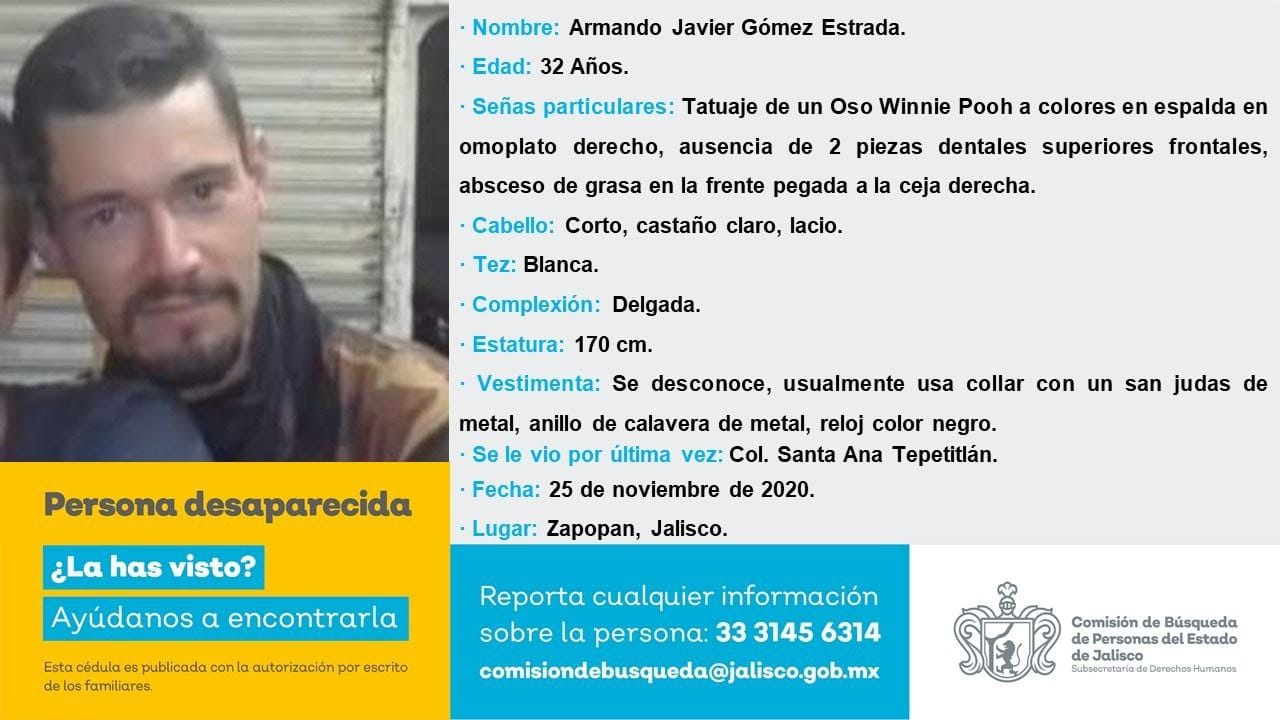 · Nombre: Armando Javier Gómez Estrada.
· Edad: 32 Años.
· Señas particulares: Tatuaje de un Oso Winnie Pooh a colores en espalda en
omoplato derecho, ausencia de 2 piezas dentales superiores frontales,
absceso de grasa en la frente pegada a la ceja derecha.
· Cabello: Corto, castaño claro, lacio.
· Tez: Blanca.
· Complexión: Delgada.
· Estatura: 170 cm.
· Vestimenta: Se desconoce, usualmente usa collar con un san judas de
metal, anillo de calavera de metal, reloj color negro.
· Se le vio por última vez: Col. Santa Ana Tepetitlán.
· Fecha: 25 de noviembre de 2020.
· Lugar: Zapopan, Jalisco.
Persona desaparecida
¿La has visto?
Ayúdanos a encontrarla
Esta cédula es publicada con la autorización por escrito
de los familiares.
Reporta cualquier información
sobre la persona: 33 3145 6314
comisiondebusqueda@jalisco.gob.mx
Comisión de Búsqueda
de Personas del Estado
de Jalisco
Subsecretaría de Derechos Humanos